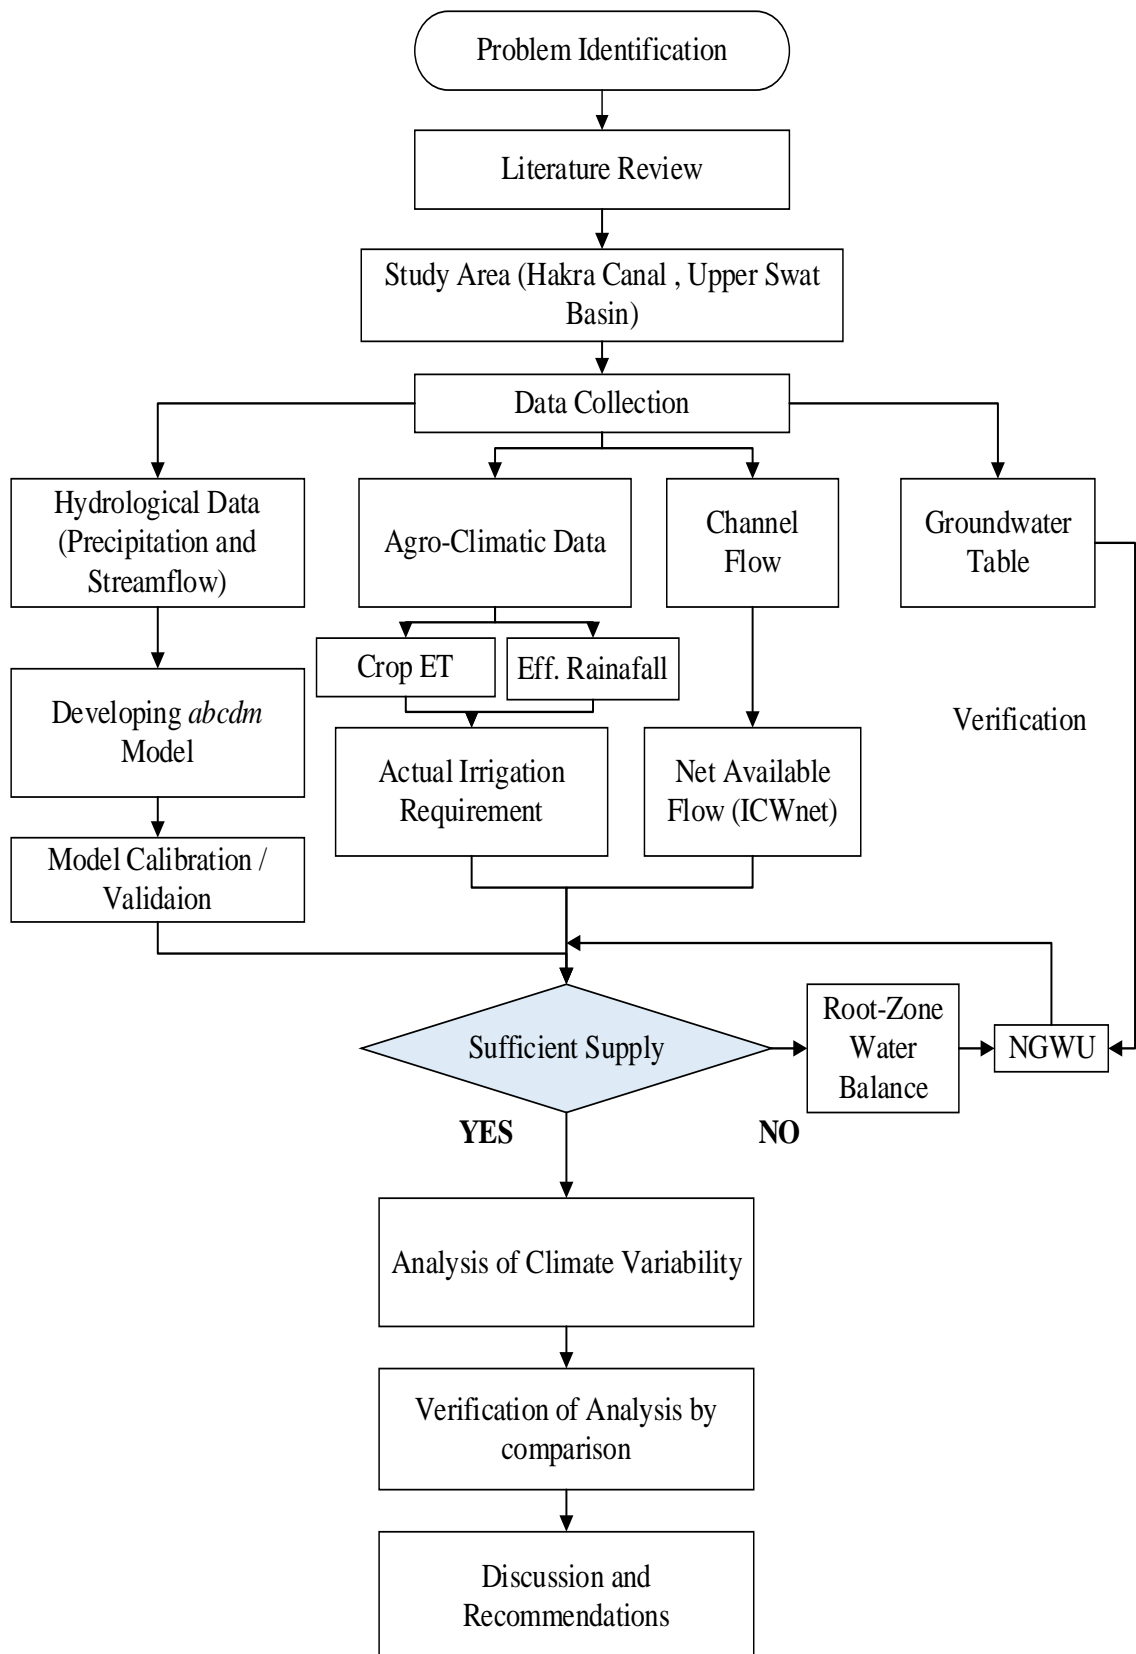 Problem Identification
Literature Review
Study Area (Hakra Canal , Upper Swat
Basin)
Data Collection
Hydrological Data
(Precipitation and
Streamflow)
Agro-Climatic Data
Channel
Flow
Groundwater
Table
Crop ET
Eff. Rainafall
Developing abcdm
Model
Actual Irrigation
Requirement
Net Available
Flow (ICWnet)
Verification
Model Calibration /
Validaion
Sufficient Supply
Root-Zone
Water
Balance
NGWU
YES
NO
Analysis of Climate Variability
Verification of Analysis by
comparison
Discussion and
Recommendations